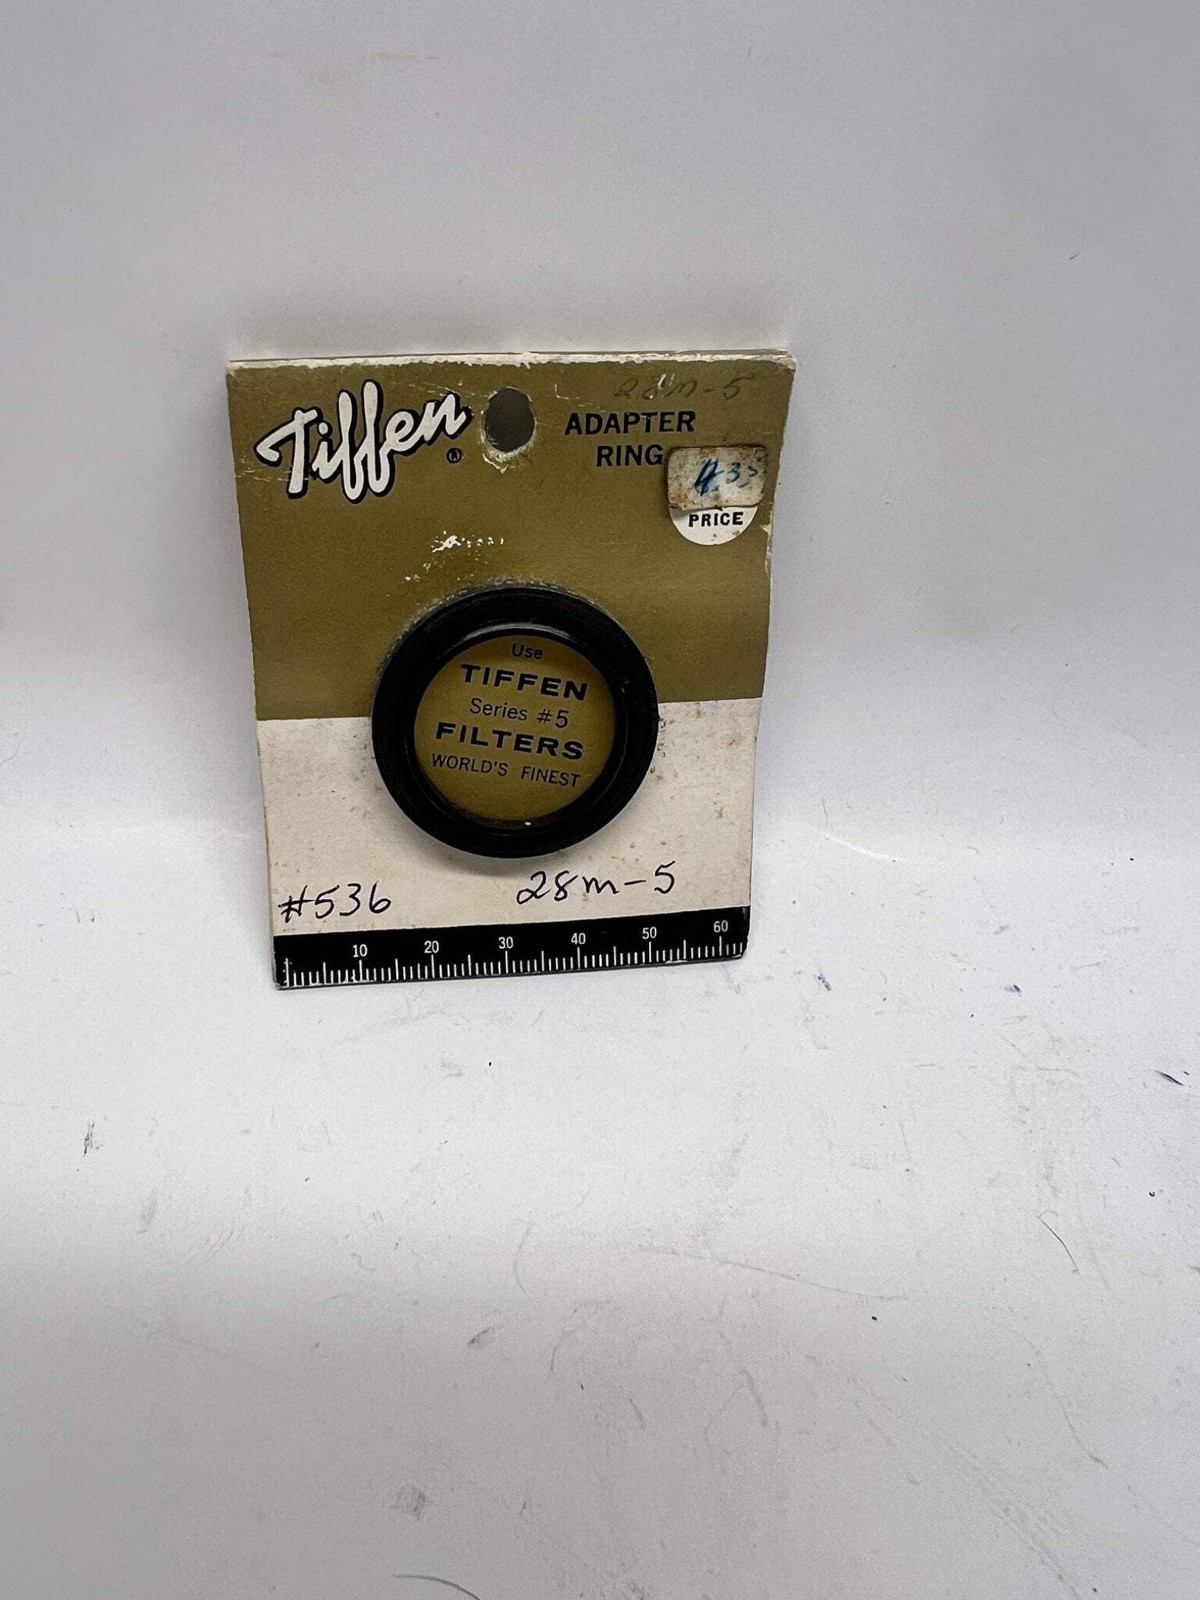 Tiffen®
28m-5
ADAPTER
RING
4.35
PRICE
Use
TIFFEN
Series #5
FILTERS
WORLD'S FINEST
#536
28m-5
10 20 30 40 50 60